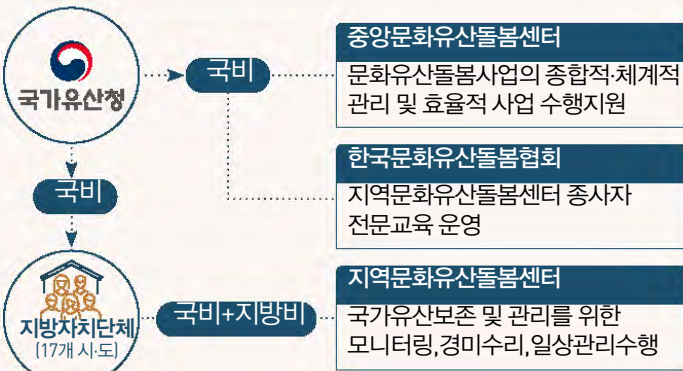 국가유산청
국비
중앙문화유산돌봄센터
문화유산돌봄사업의 종합적·체계적
관리 및 효율적 사업 수행지원
한국문화유산돌봄협회
지역문화유산돌봄센터 종사자
전문교육 운영
국비
지방자치단체
(17개 시·도)
국비+지방비
지역문화유산돌봄센터
국가유산보존 및 관리를 위한
모니터링,경미수리,일상관리수행